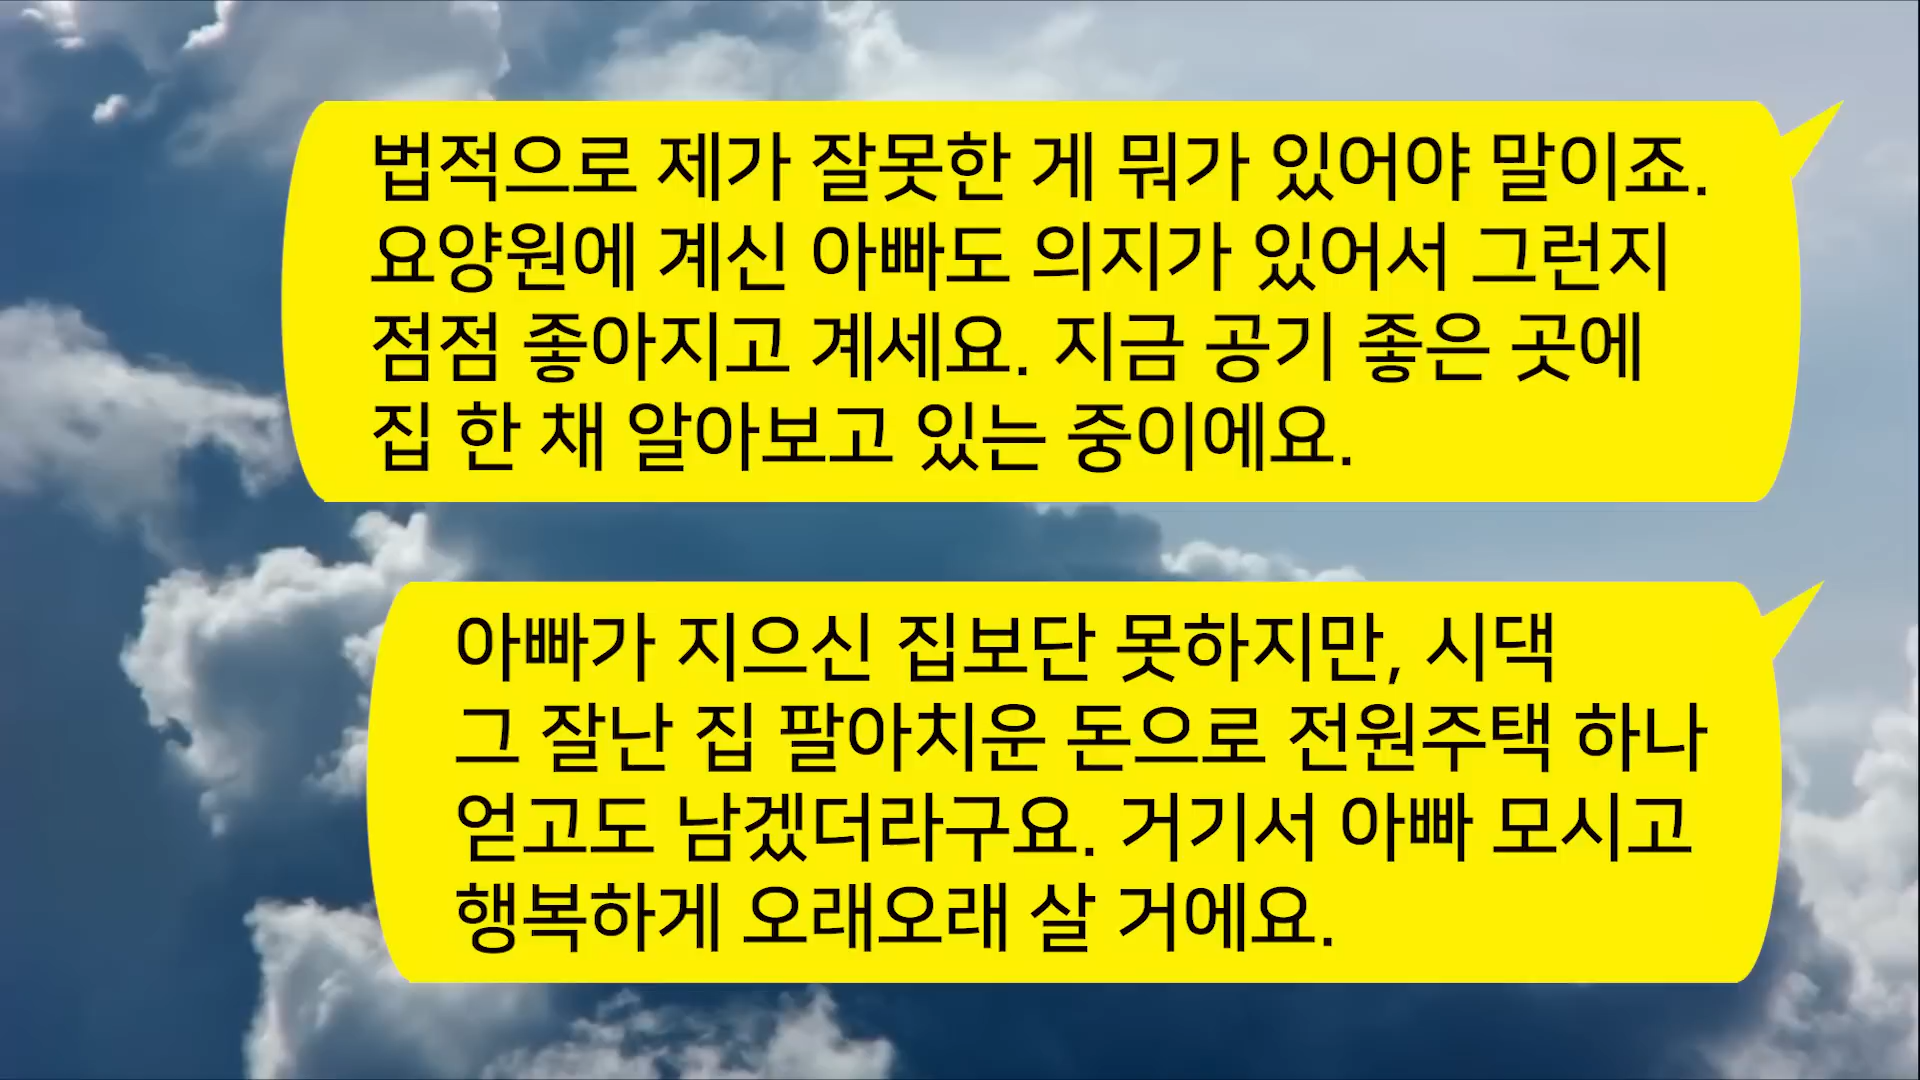 법적으로 제가 잘못한 게 뭐가 있어야 말이죠.
요양원에 계신 아빠도 의지가 있어서 그런지
점점 좋아지고 계세요. 지금 공기 좋은 곳에
집 한 채 알아보고 있는 중이에요.
아빠가 지으신 집보단 못하지만, 시댁
그 잘난 집 팔아치운 돈으로 전원주택 하나
얻고도 남겠더라구요. 거기서 아빠 모시고
행복하게 오래오래 살 거에요.